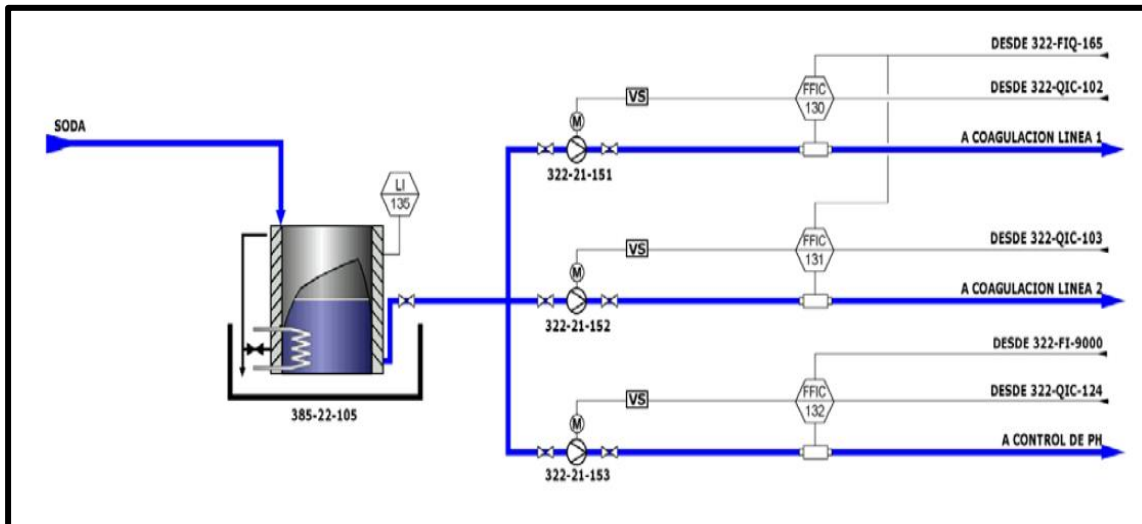 DESDE 322-FIQ-165
DESDE 322-QIC-102
VS
FFIC
130
M
SODA
A COAGULACION LINEA 1
322-21-151
LI
135
DESDE 322-QIC-103
VS
FFIC
131
M
A COAGULACION LINEA 2
322-21-152
DESDE 322-FI-9000
DESDE 322-QIC-124
VS
FFIC
132
385-22-105
M
A CONTROL DE PH
322-21-153